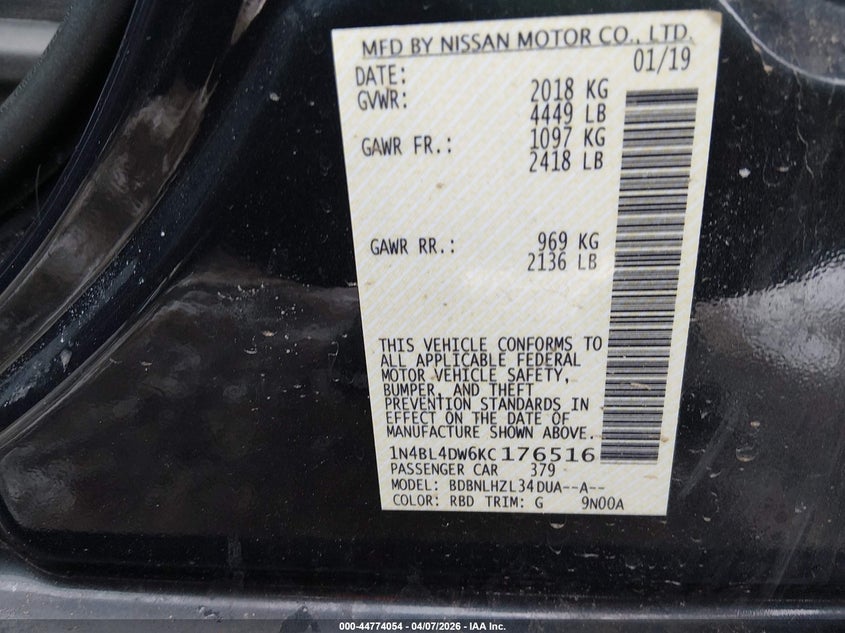 MFD BY NISSAN MOTOR CO., LTD.
DATE: 01/19
GVWR: 2018 KG
4449 LB
GAWR FR.: 1097 KG
2418 LB
GAWR RR.: 969 KG
2136 LB
THIS VEHICLE CONFORMS TO
ALL APPLICABLE FEDERAL
MOTOR VEHICLE SAFETY,
BUMPER, AND THEFT
PREVENTION STANDARDS IN
EFFECT ON THE DATE OF
MANUFACTURE SHOWN ABOVE.
1N4BL4DW6KC176516
PASSENGER CAR 379
MODEL: BDBNLHZL34DUA--A--
COLOR: RBD TRIM: G 9N00A
000-44774054 - 04/07/2026 - IAA Inc.